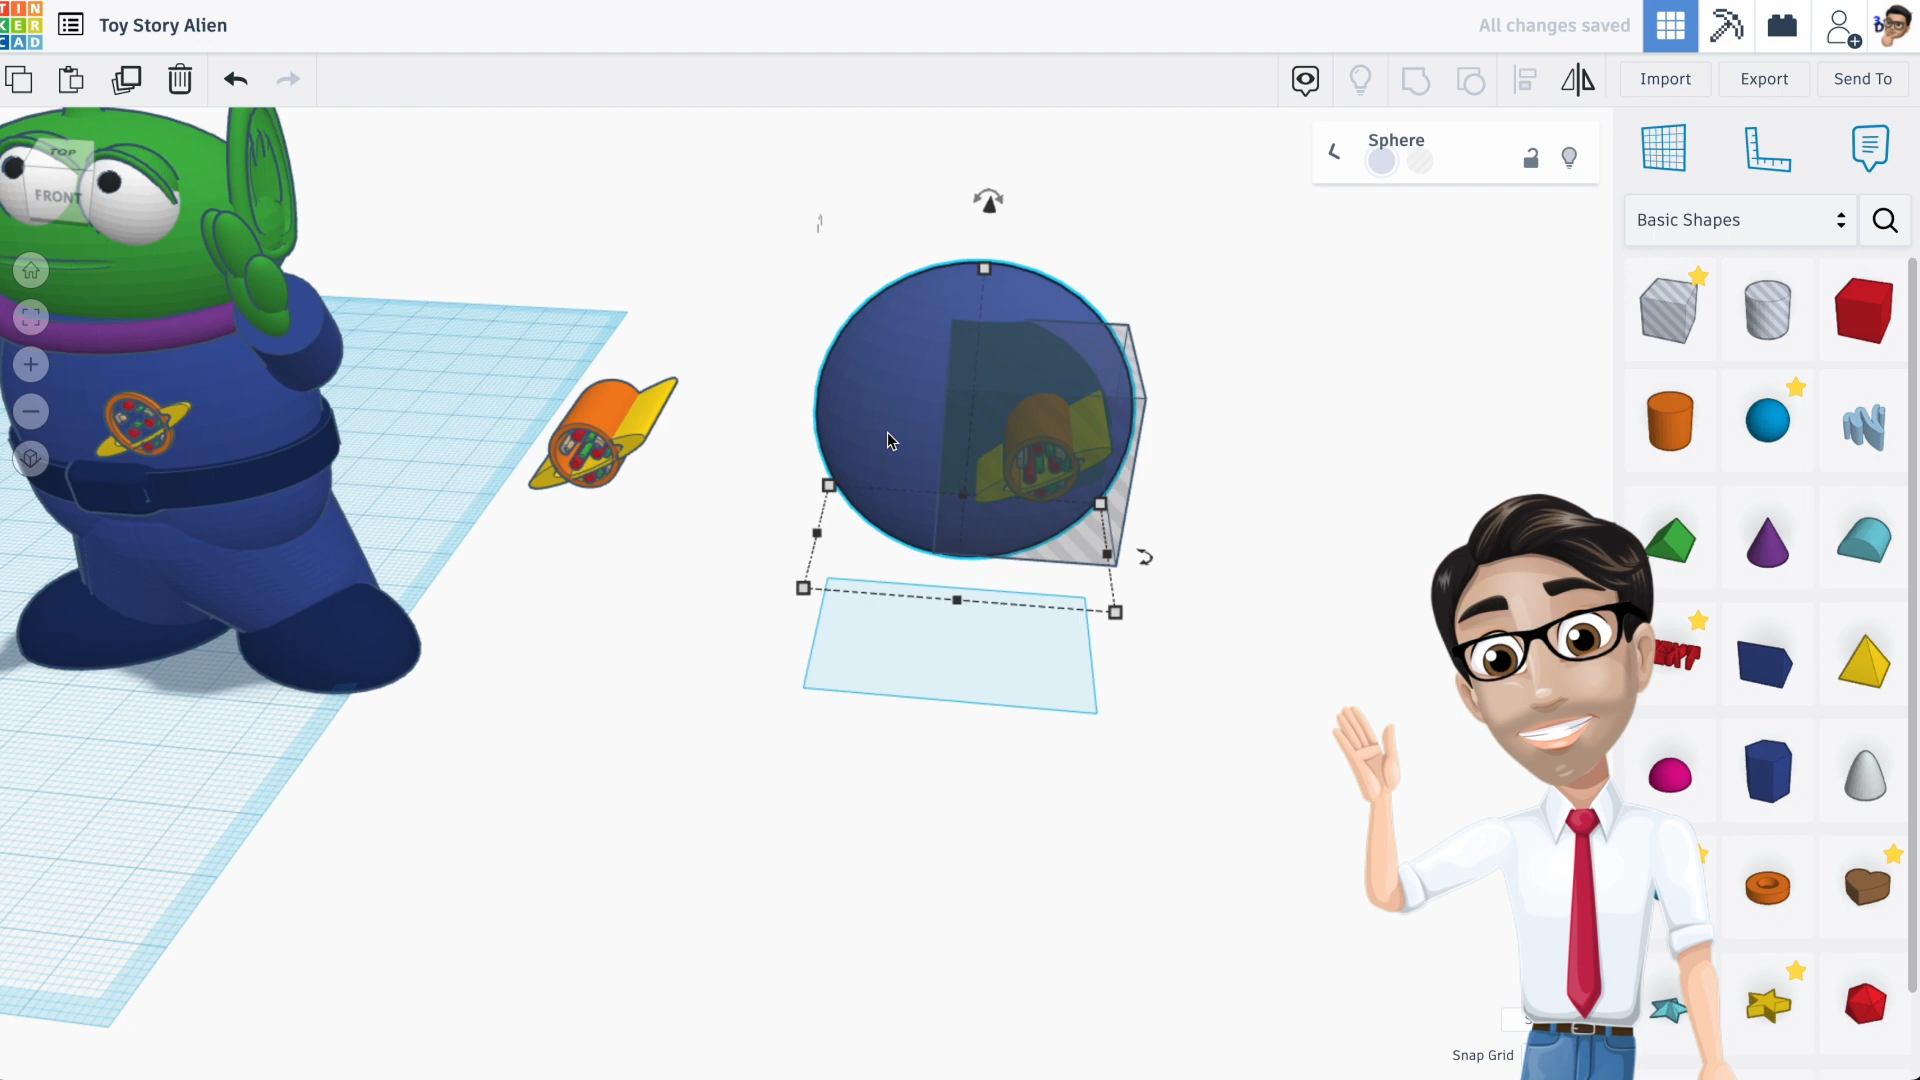 TIN
KER
CAD
Toy Story Alien
All changes saved
Import
Export
Send To
TOP
FRONT
Sphere
Basic Shapes
Snap Grid